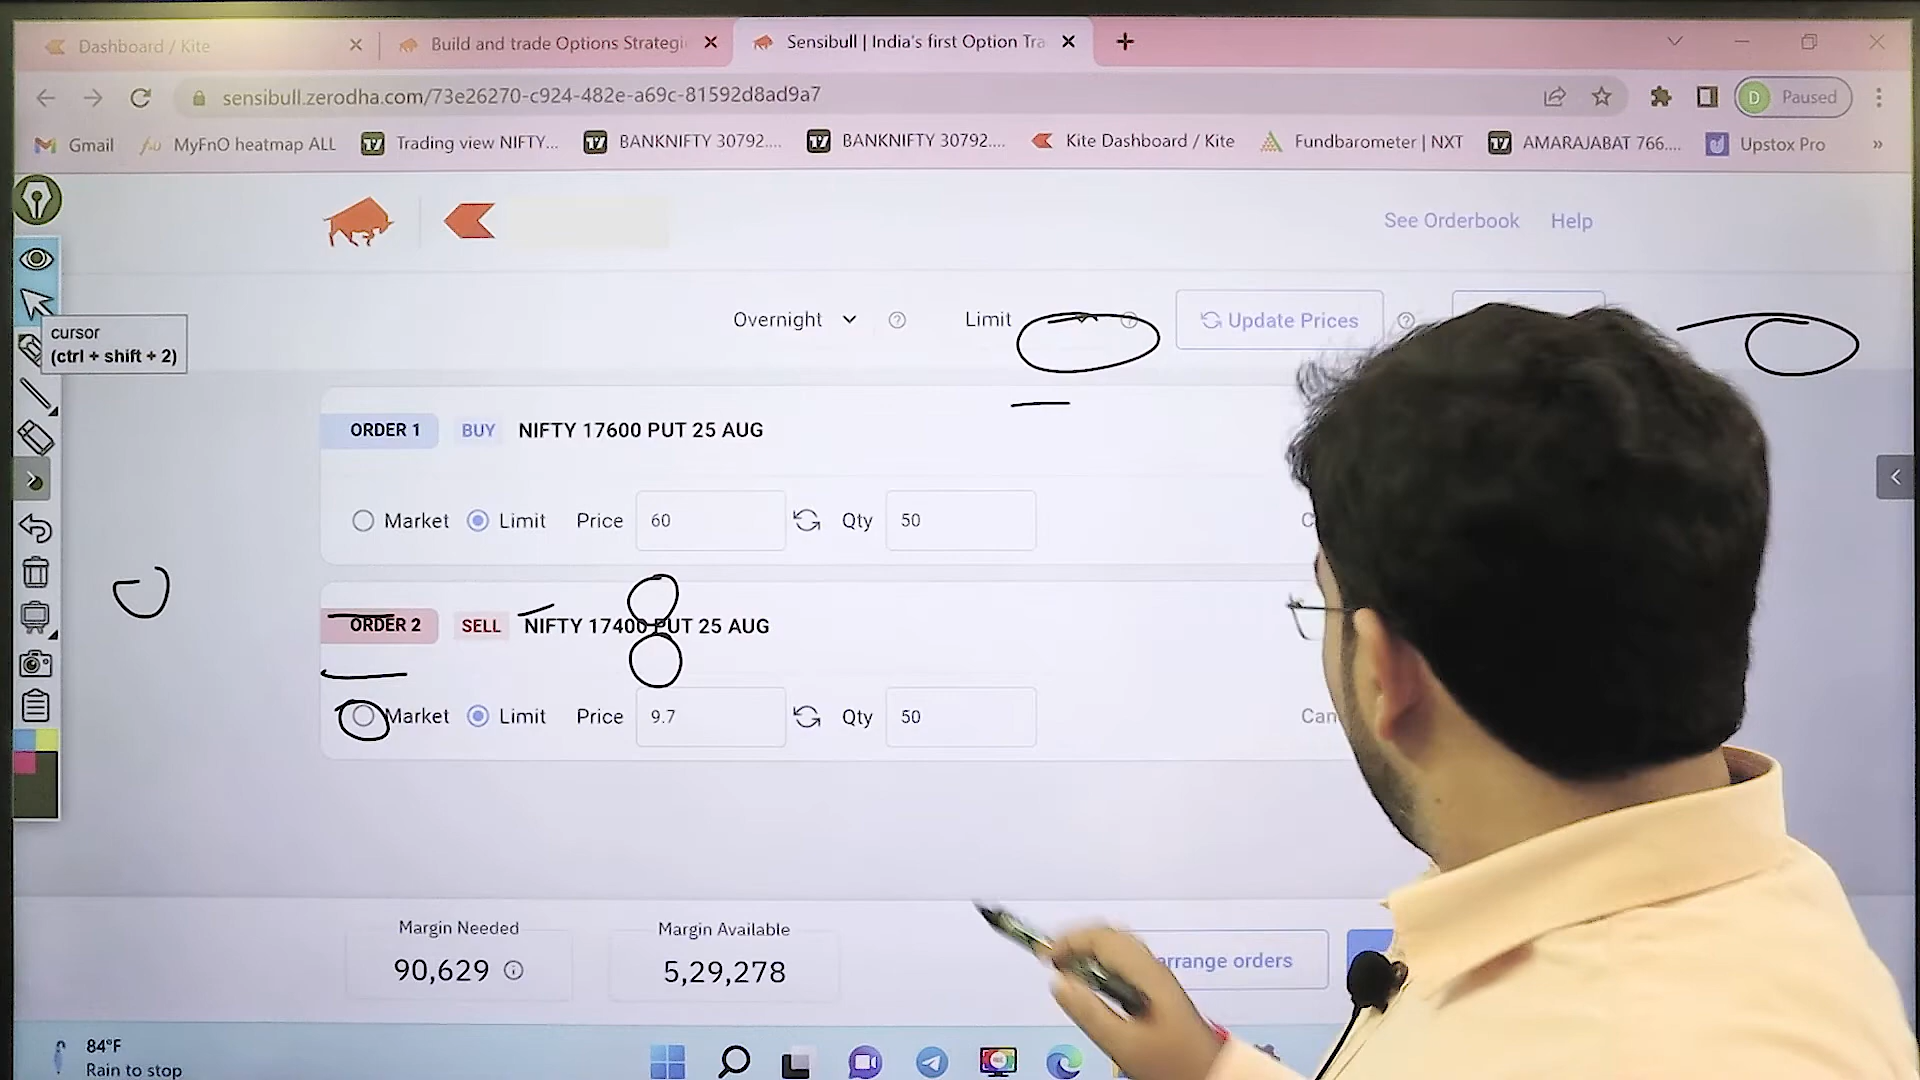 Dashboard / Kite
Build and trade Options Strategi
Sensibull | India's first Option Tra
sensibull.zerodha.com/73e26270-c924-482e-a69c-81592d8ad9a7
D Paused
Gmail
MyFnO heatmap ALL
Trading view NIFTY...
BANKNIFTY 30792....
BANKNIFTY 30792....
Kite Dashboard / Kite
Fundbarometer | NXT
AMARAJABAT 766....
Upstox Pro
See Orderbook
Help
Overnight
Limit
Update Prices
cursor
(ctrl + shift + 2)
ORDER 1
BUY
NIFTY 17600 PUT 25 AUG
Market
Limit
Price
60
Qty
50
ORDER 2
SELL
NIFTY 17400 PUT 25 AUG
Market
Limit
Price
9.7
Qty
50
Margin Needed
90,629
Margin Available
5,29,278
orders
84°F
Rain to stop